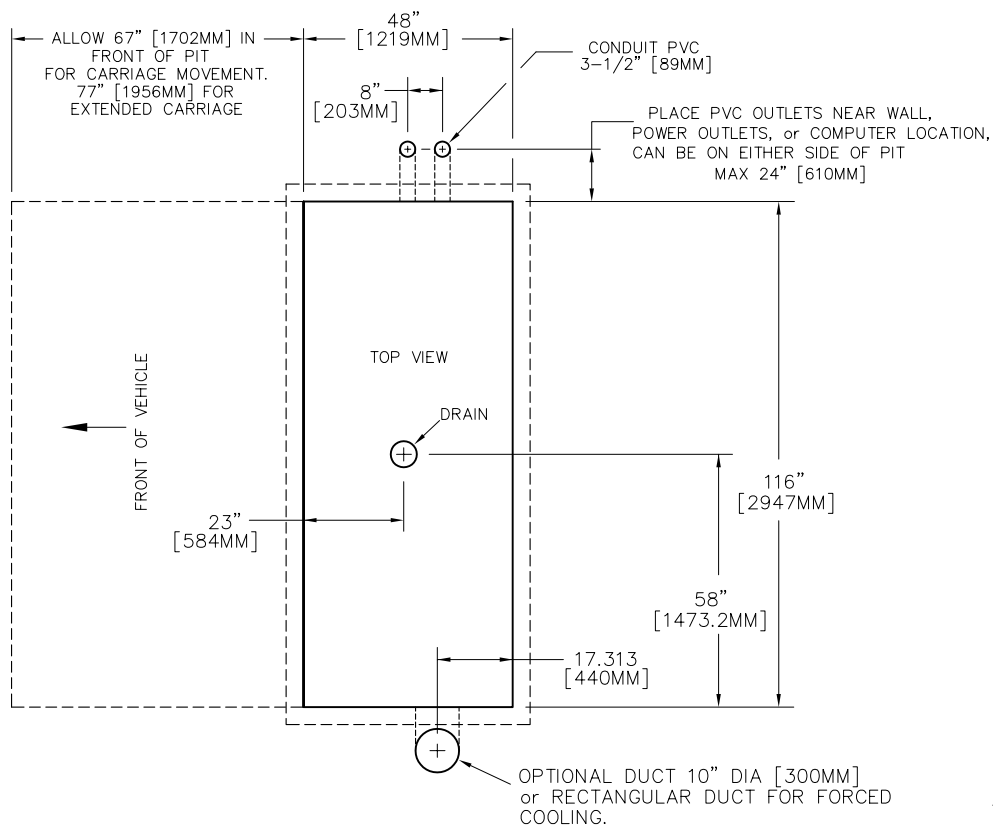 ALLOW 67" [1702MM] IN
FRONT OF PIT
FOR CARRIAGE MOVEMENT.
77" [1956MM] FOR
EXTENDED CARRIAGE
48"
[1219MM]
8"
[203MM]
CONDUIT PVC
3-1/2" [89MM]
PLACE PVC OUTLETS NEAR WALL,
POWER OUTLETS, or COMPUTER LOCATION,
CAN BE ON EITHER SIDE OF PIT
MAX 24" [610MM]
TOP VIEW
FRONT OF VEHICLE
DRAIN
23"
[584MM]
116"
[2947MM]
58"
[1473.2MM]
17.313
[440MM]
OPTIONAL DUCT 10" DIA [300MM]
or RECTANGULAR DUCT FOR FORCED
COOLING.